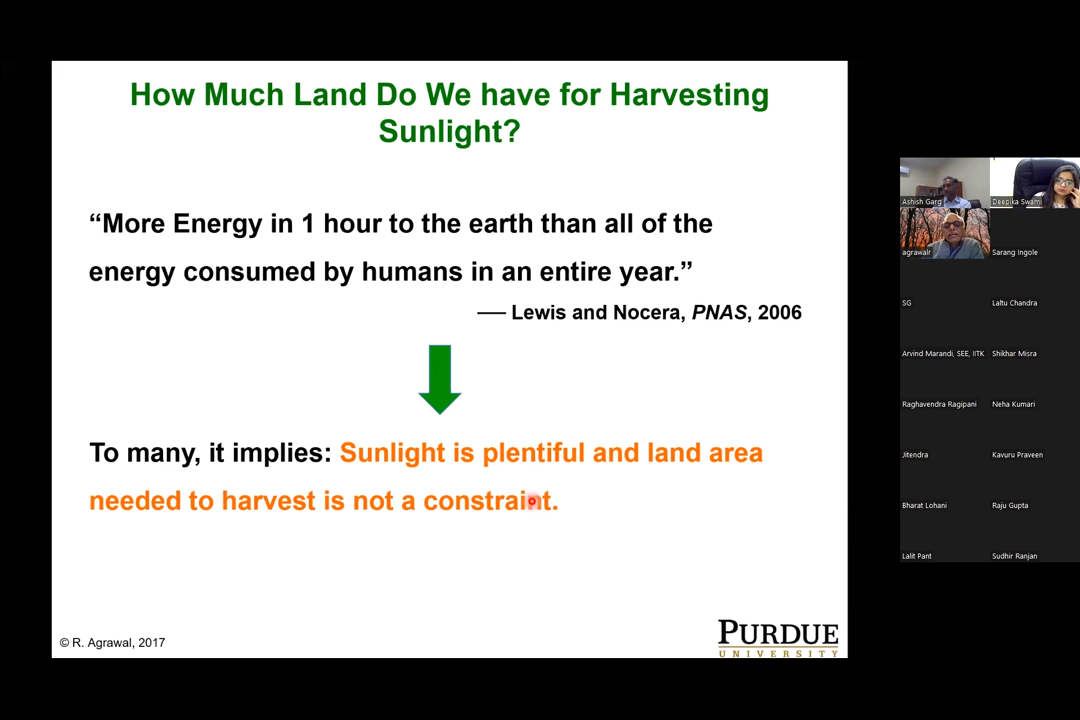 How Much Land Do We have for Harvesting
Sunlight?
“More Energy in 1 hour to the earth than all of the
energy consumed by humans in an entire year.”
── Lewis and Nocera, PNAS, 2006
To many, it implies: Sunlight is plentiful and land area
needed to harvest is not a constraint.
© R. Agrawal, 2017
PURDUE
UNIVERSITY
Ashish Garg
Deepika Swami
agrawalr
Sarang Ingole
SG
Laltu Chandra
Arvind Marandi, SEE, IITK
Shikhar Misra
Raghavendra Ragipani
Neha Kumari
Jitendra
Kavuru Praveen
Bharat Lohani
Raju Gupta
Lalit Pant
Sudhir Ranjan